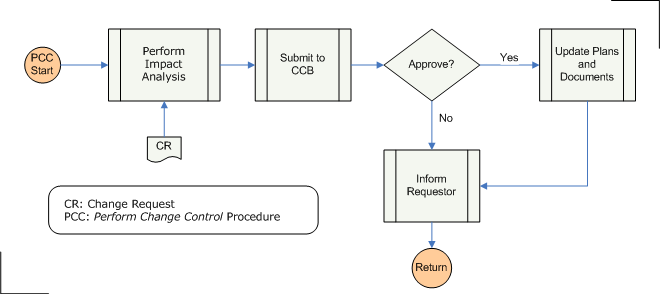 PCC
Start
Perform
Impact
Analysis
Submit to
CCB
Approve?
Yes
Update Plans
and
Documents
No
CR
Inform
Requestor
CR: Change Request
PCC: Perform Change Control Procedure
Return